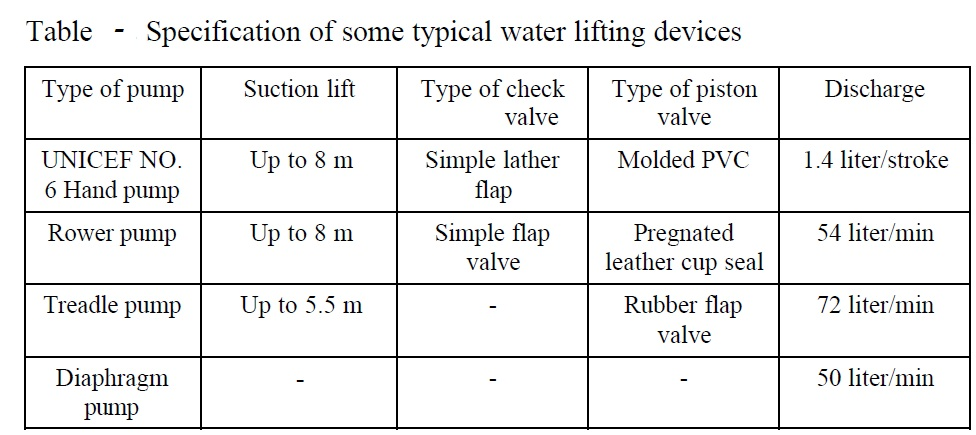 Table - Specification of some typical water lifting devices
Type of pump Suction lift Type of check valve Type of piston valve Discharge
UNICEF NO. 6 Hand pump Up to 8 m Simple lather flap Molded PVC 1.4 liter/stroke
Rower pump Up to 8 m Simple flap valve Pregnated leather cup seal 54 liter/min
Treadle pump Up to 5.5 m - Rubber flap valve 72 liter/min
Diaphragm pump - - - 50 liter/min